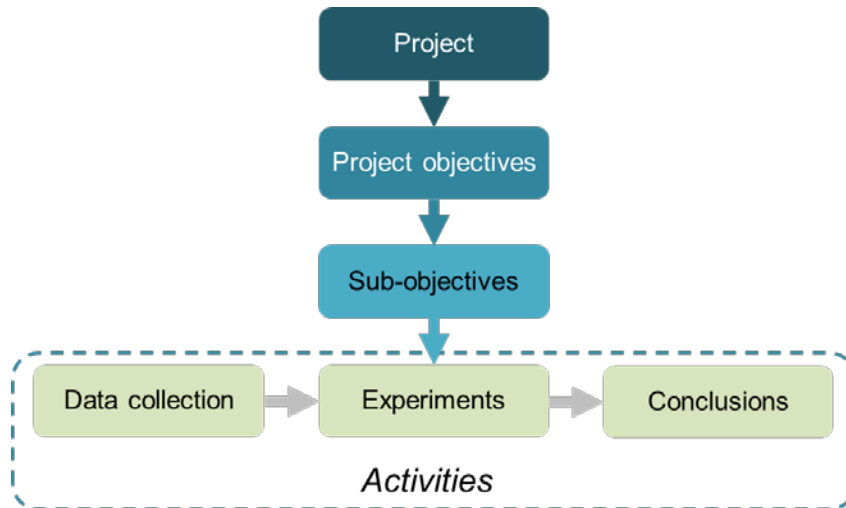 Project
Project objectives
Sub-objectives
Data collection
Experiments
Conclusions
Activities